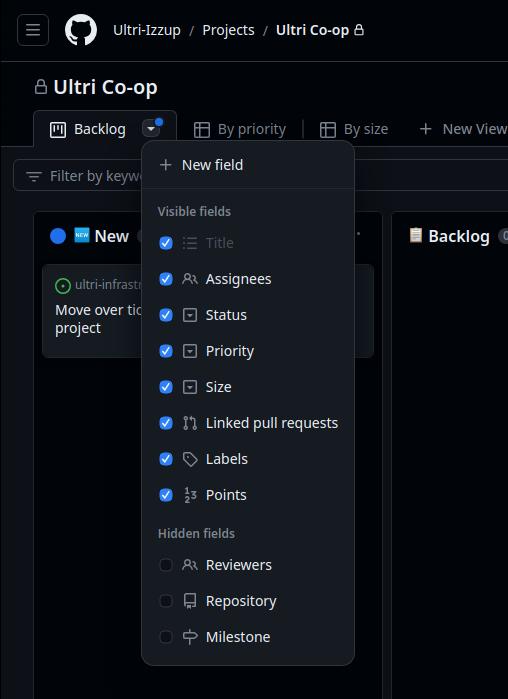 Ultri-Izzup / Projects / Ultri Co-op
Ultri Co-op
Backlog
By priority
By size
+ New View
Filter by keyw
+ New field
NEW New
Backlog 0
Visible fields
Title
Assignees
Status
Priority
Size
Linked pull requests
Labels
Points
Hidden fields
Reviewers
Repository
Milestone
ultri-infrastr
Move over tic
project